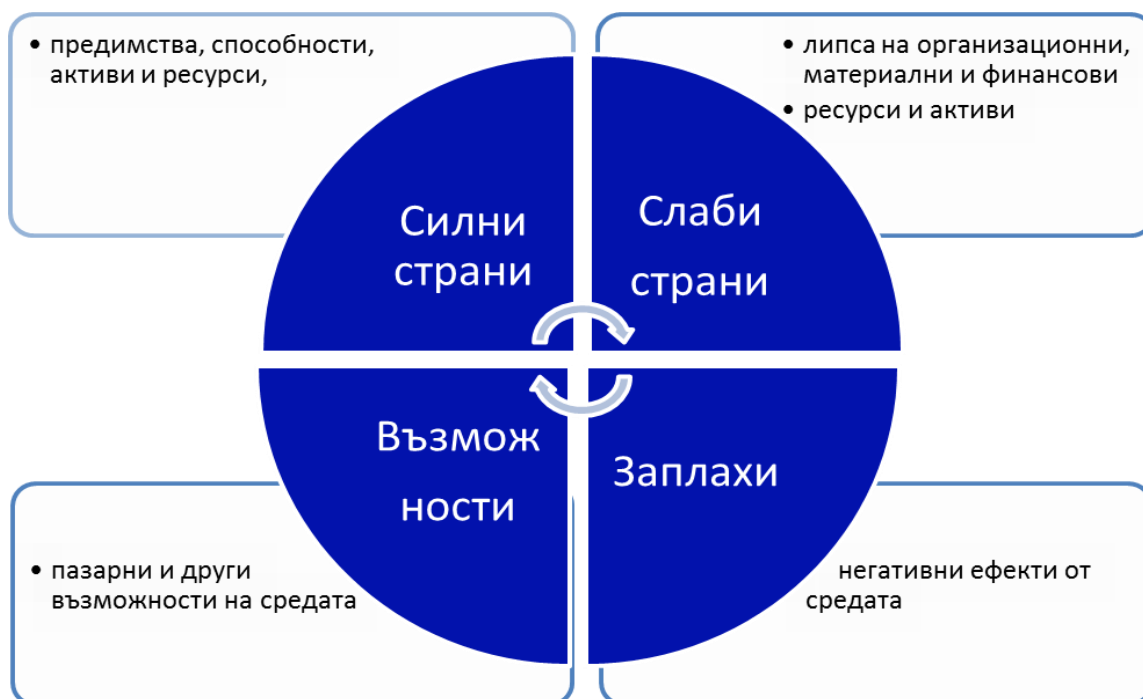 • предимства, способности,
активи и ресурси,
• липса на организационни,
материални и финансови
• ресурси и активи
Силни
страни
Слаби
страни
Възмож
ности
Заплахи
• пазарни и други
възможности на средата
негативни ефекти от
средата